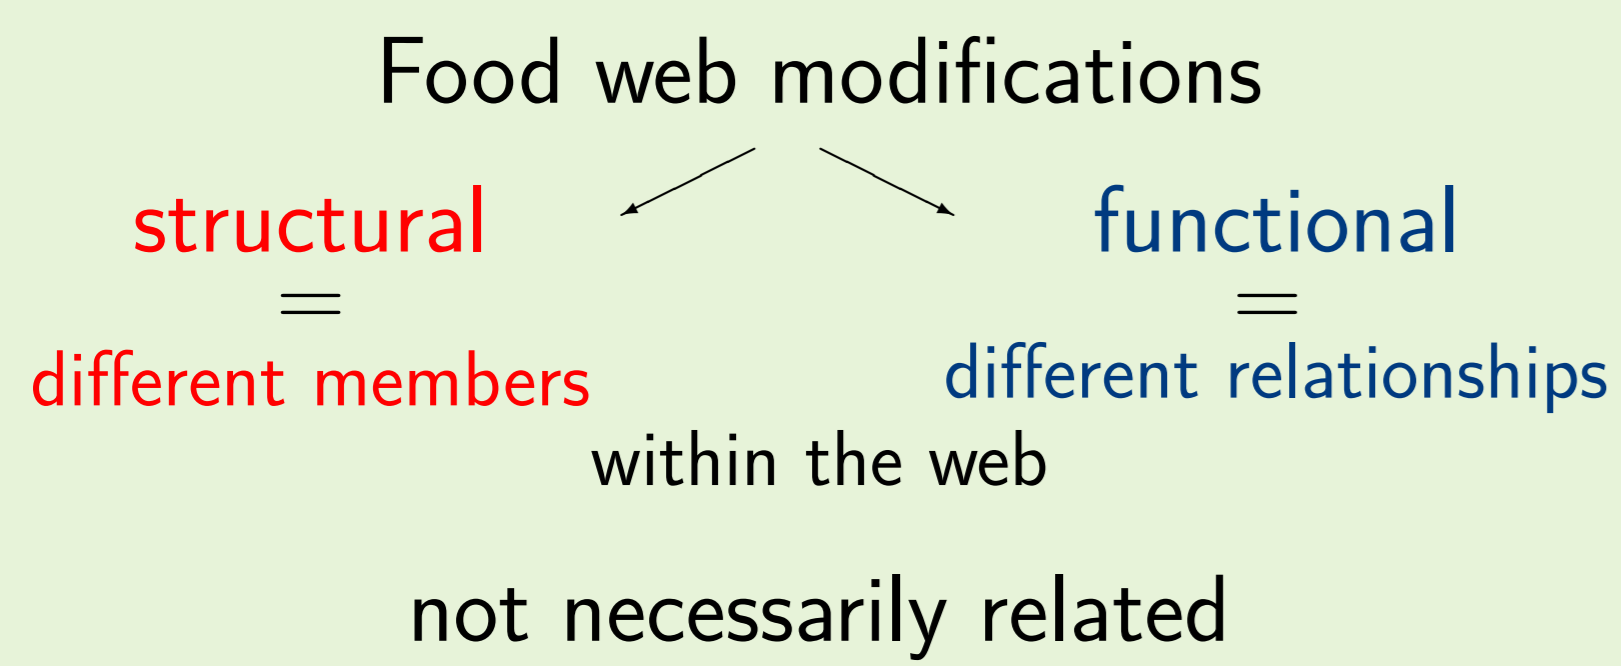 Food web modifications
structural
functional
=
=
different members
different relationships
within the web
not necessarily related